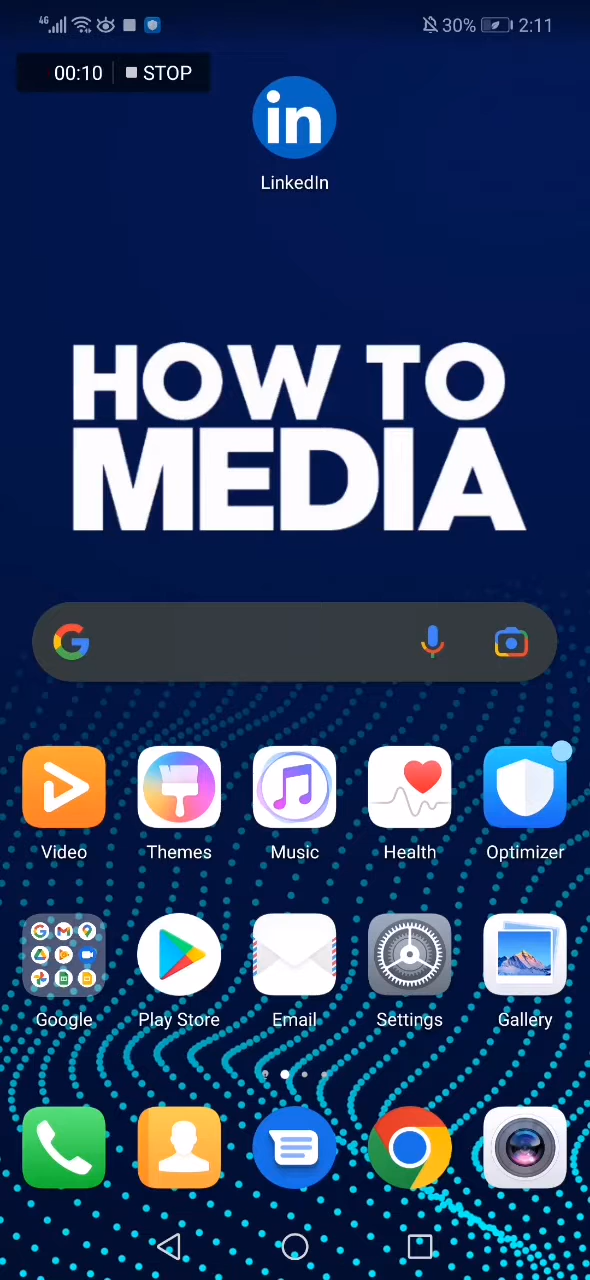 4G
30%
2:11
00:10
STOP
in
LinkedIn
HOW TO
MEDIA
Video
Themes
Music
Health
Optimizer
Google
Play Store
Email
Settings
Gallery